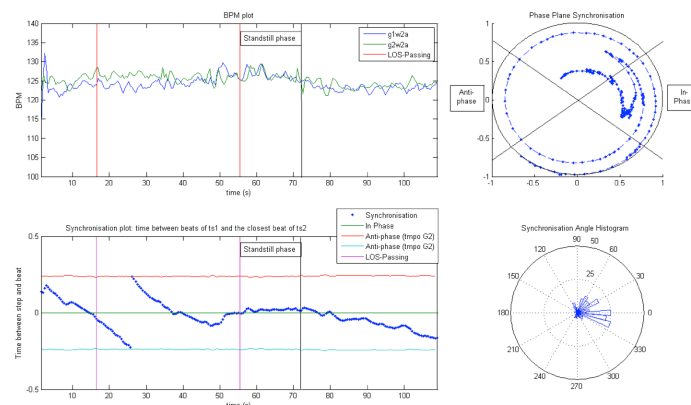 BPM plot
140
135
130
125
120
115
110
105
100
BPM
10 20 30 40 50 60 70 80 90 100
time (s)
Standstill phase
g1w2a
g2w2a
LOS-Passing
Phase Plane Synchronisation
1
0.5
0
0.5
-1
-1 -0.5 0 0.5 1
Anti-
phase
In-
Phase
Synchronisation plot: time between beats of ts1 and the closest beat of ts2
0.5
0
-0.5
Time between step and beat
10 20 30 40 50 60 70 80 90 100
time (s)
Synchronisation
In Phase
Anti-phase (tmpo G2)
Anti-phase (tmpo G2)
LOS-Passing
Standstill phase
Synchronisation Angle Histogram
90 50
120 60
150 25 30
180 0
210 330
240 300
270